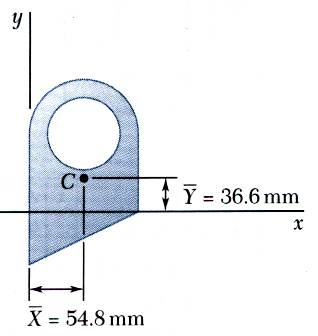 y
C
Y̅ = 36.6 mm
x
X̅ = 54.8 mm